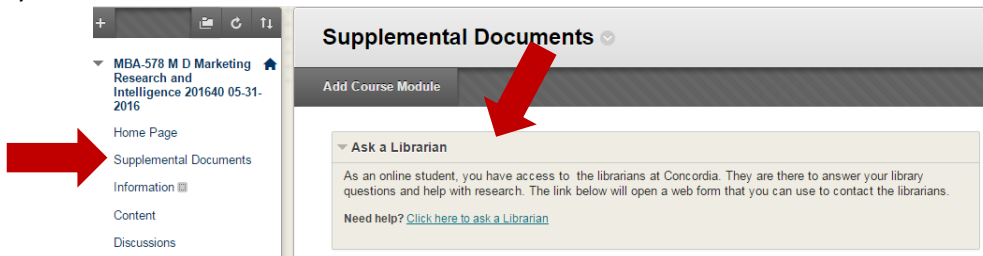 MBA-578 M D Marketing
Research and
Intelligence 201640 05-31-
2016
Home Page
Supplemental Documents
Information
Content
Discussions
Supplemental Documents
Add Course Module
Ask a Librarian
As an online student, you have access to the librarians at Concordia. They are there to answer your library
questions and help with research. The link below will open a web form that you can use to contact the librarians.
Need help? Click here to ask a Librarian